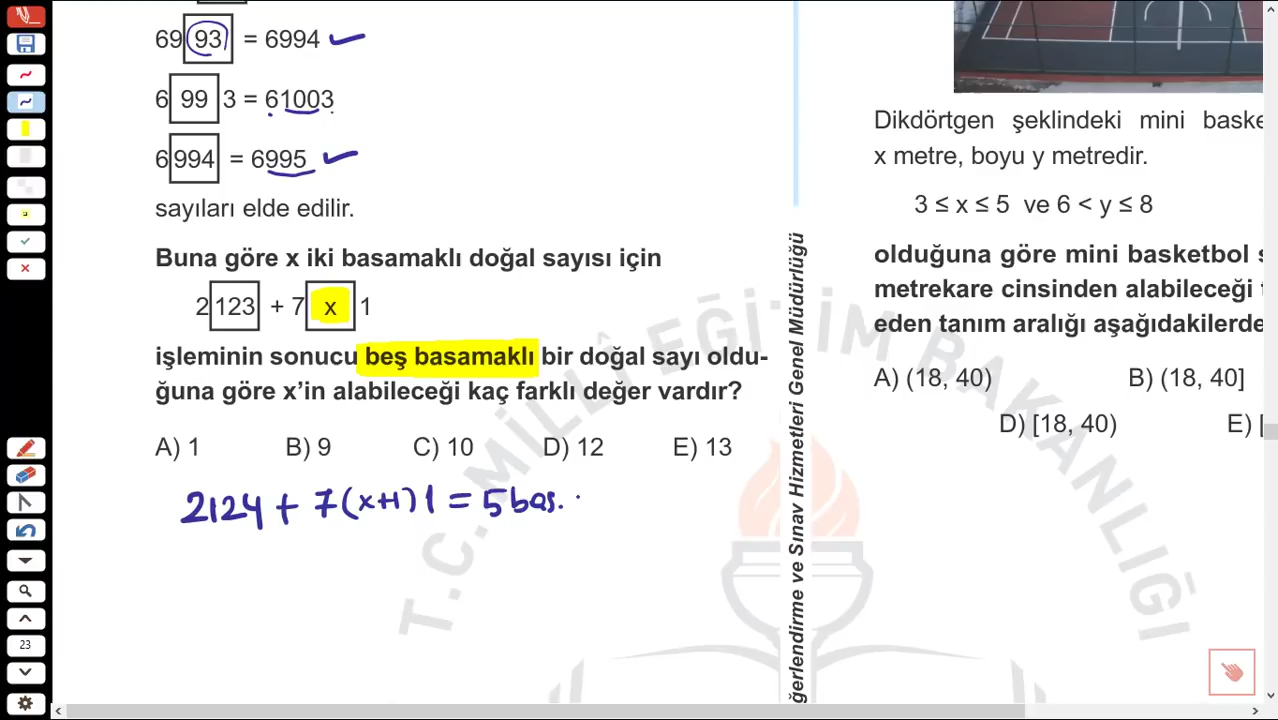 69 93 = 6994
6 99 3 = 61003
6 994 = 6995
sayıları elde edilir.
Buna göre x iki basamaklı doğal sayısı için
2 123 + 7 x 1
işleminin sonucu beş basamaklı bir doğal sayı oldu-
ğuna göre x'in alabileceği kaç farklı değer vardır?
A) 1 B) 9 C) 10 D) 12 E) 13
2124 + 7(x+1)1 = 5 bas.
ğerlendirme ve Sınav Hizmetleri Genel Müdürlüğü
Dikdörtgen şeklindeki mini baske
x metre, boyu y metredir.
3 ≤ x ≤ 5 ve 6 < y ≤ 8
olduğuna göre mini basketbol s
metrekare cinsinden alabileceği t
eden tanım aralığı aşağıdakilerde
A) (18, 40) B) (18, 40]
D) [18, 40) E) [
T.C. MİLLÎ EĞİTİM BAKANLIĞI
23